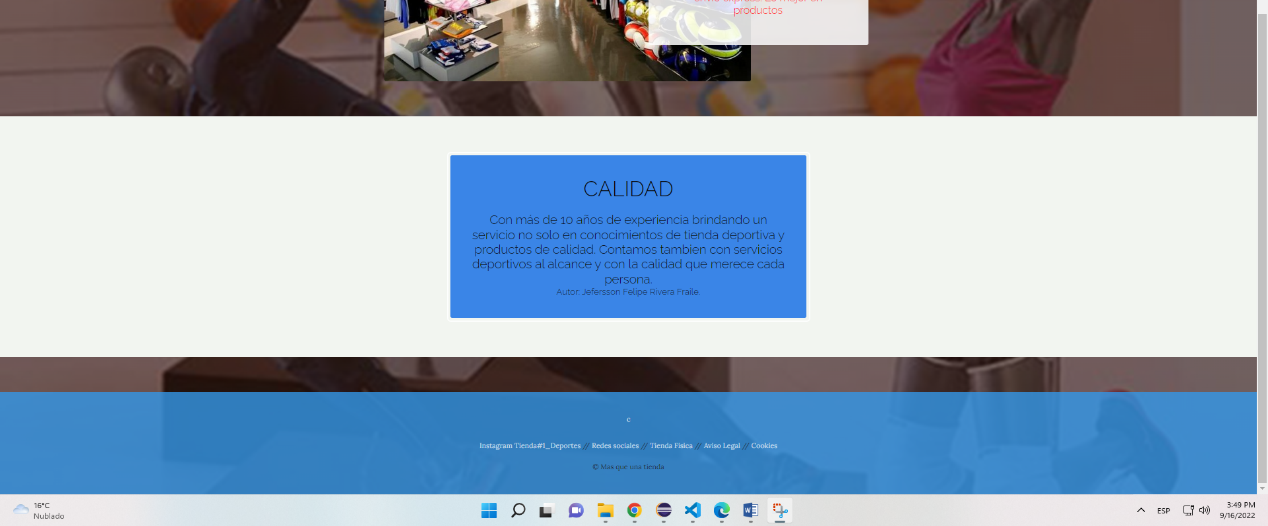 productos
CALIDAD
Con más de 10 años de experiencia brindando un
servicio no solo en conocimientos de tienda deportiva y
productos de calidad. Contamos tambien con servicios
deportivos al alcance y con la calidad que merece cada
persona.
Autor: Jefersson Felipe Rivera Fraile.
c
Instagram Tienda#1_Deportes // Redes sociales // Tienda Fisica // Aviso Legal // Cookies
© Mas que una tienda
16°C
Nublado
ESP
3:49 PM
9/16/2022